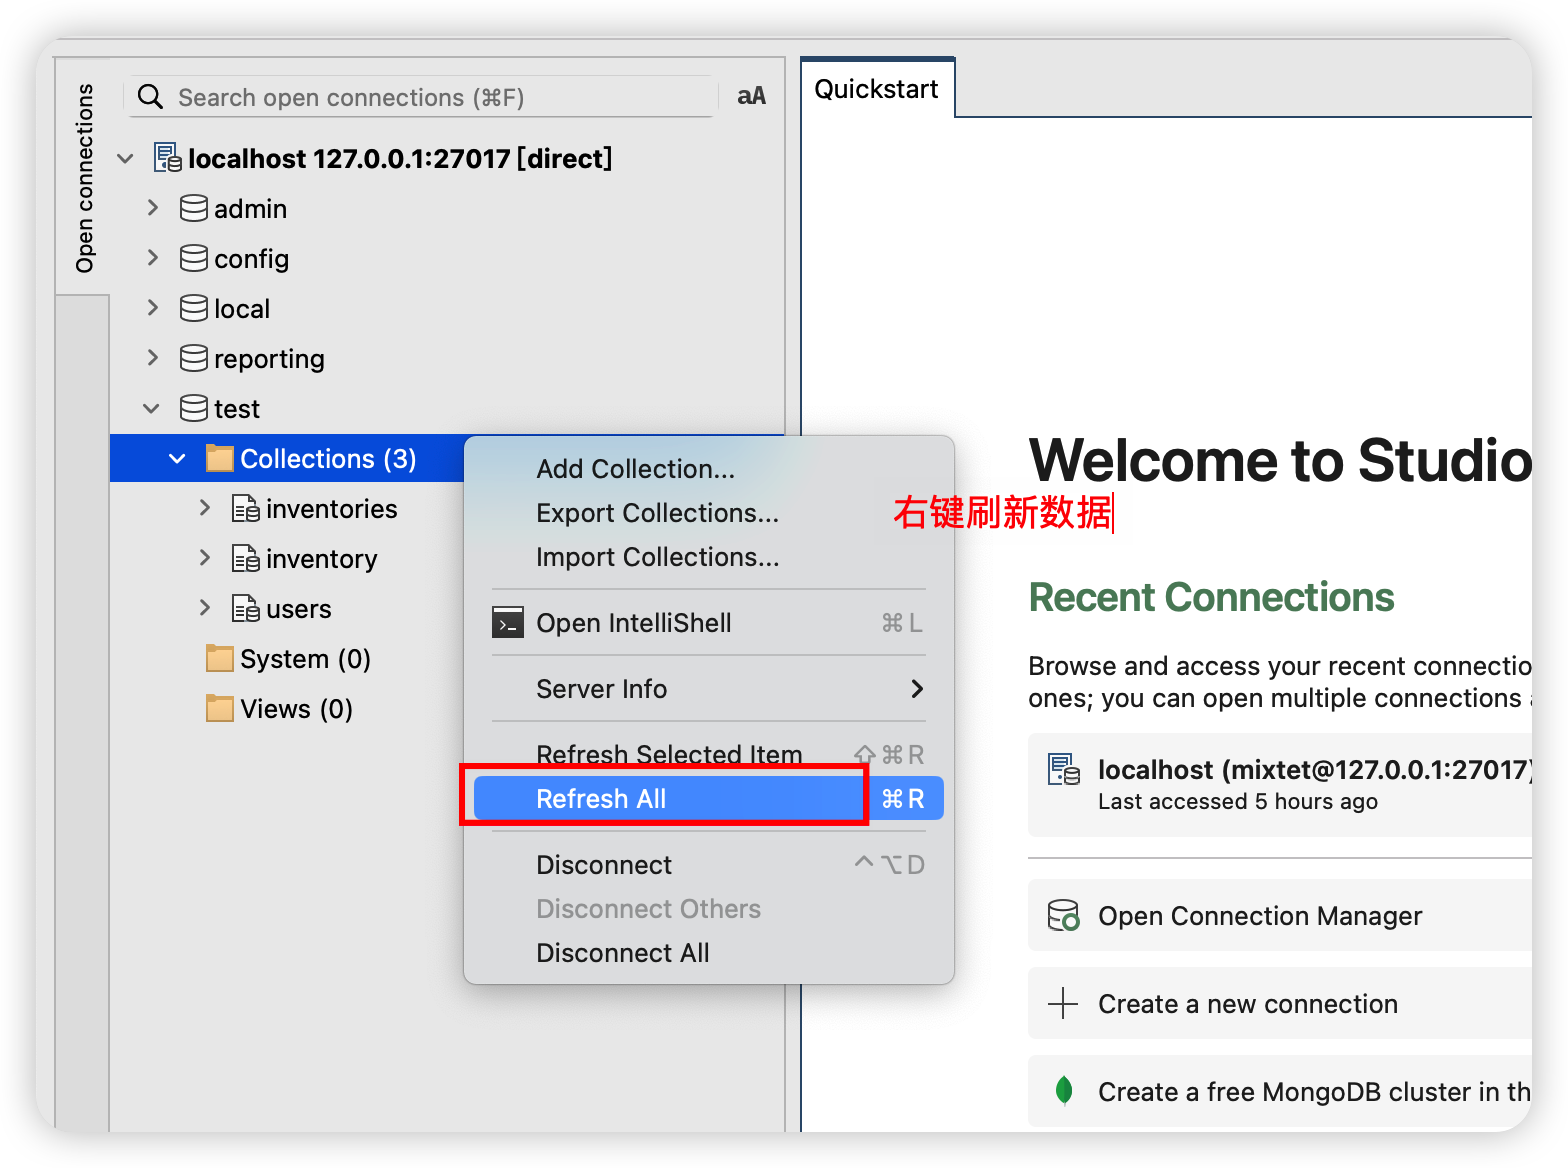 Open connections
Search open connections (⌘F)
aA
localhost 127.0.0.1:27017 [direct]
admin
config
local
reporting
test
Collections (3)
inventories
inventory
users
System (0)
Views (0)
Add Collection...
Export Collections...
Import Collections...
Open IntelliShell ⌘ L
Server Info
Refresh Selected Item ⇧ ⌘ R
Refresh All ⌘ R
Disconnect ^ ⌥ D
Disconnect Others
Disconnect All
右键刷新数据
Quickstart
Welcome to Studio
Recent Connections
Browse and access your recent connectio
ones; you can open multiple connections
localhost (mixtet@127.0.0.1:27017)
Last accessed 5 hours ago
Open Connection Manager
Create a new connection
Create a free MongoDB cluster in th